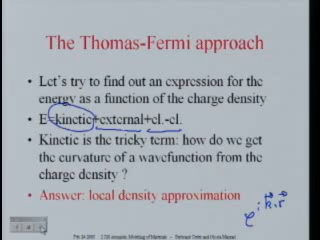 The Thomas-Fermi approach
• Let's try to find out an expression for the
energy as a function of the charge density
• E=kinetic+external+el.-el.
• Kinetic is the tricky term: how do we get
the curvature of a wavefunction from the
charge density ?
• Answer: local density approximation
e^{i k⃗·r⃗}